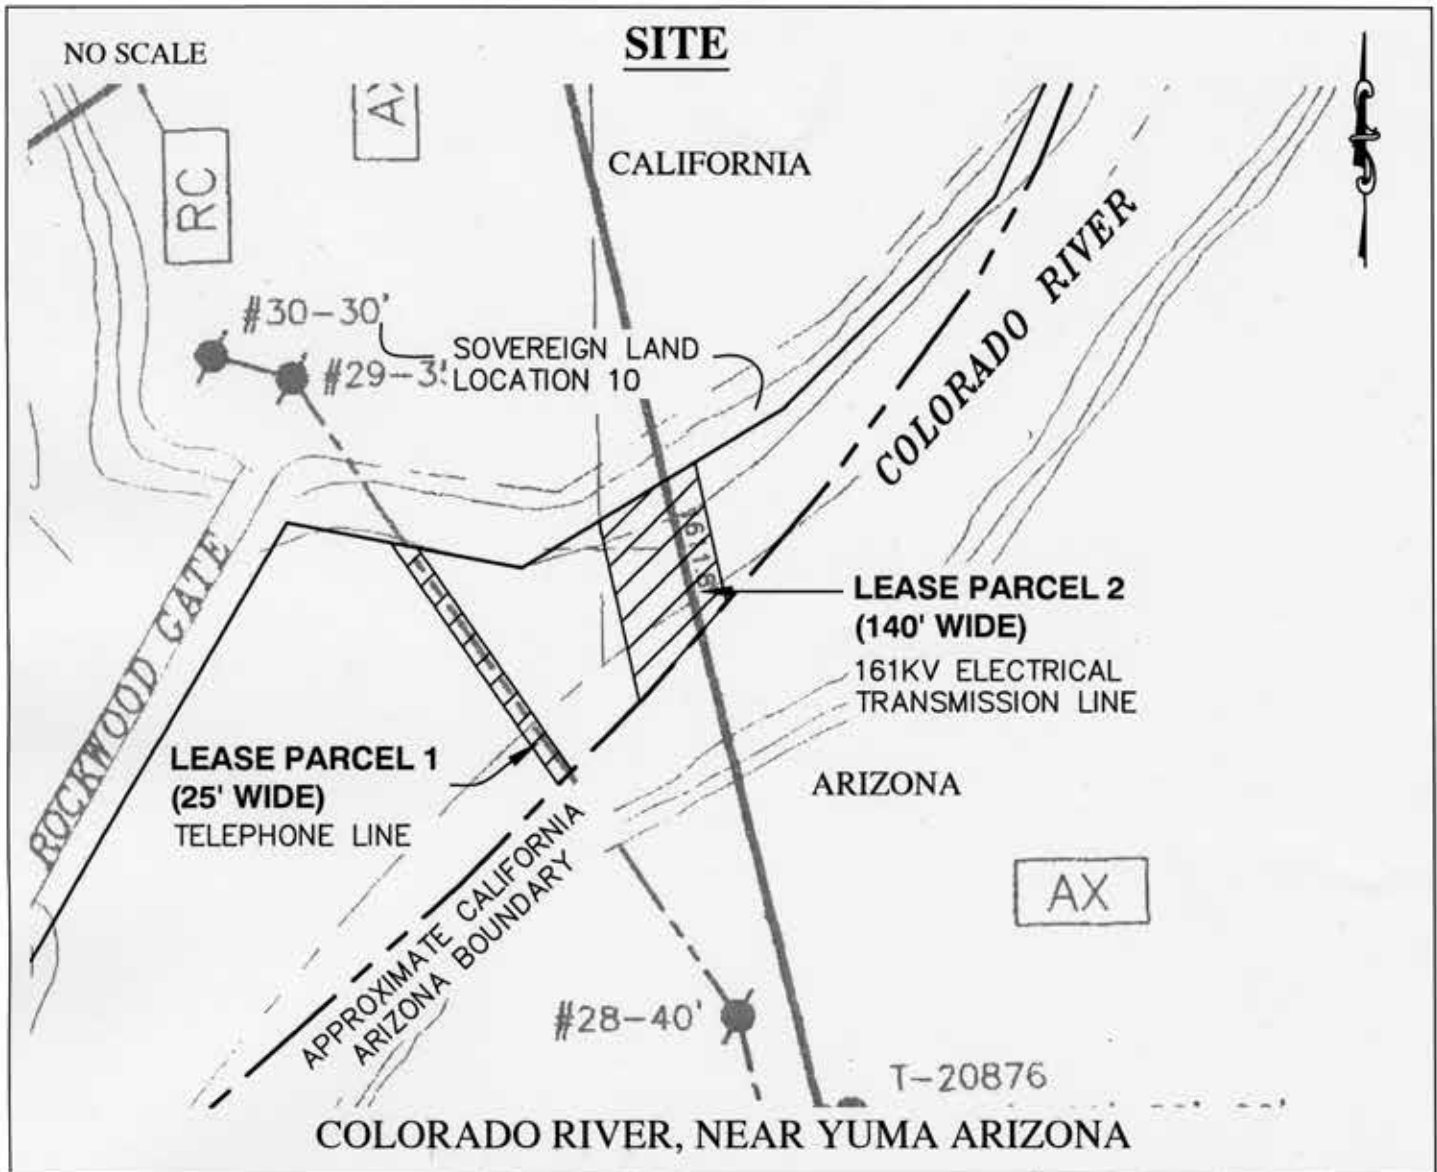 SITE
NO SCALE
AX
RC
CALIFORNIA
#30-30'
SOVEREIGN LAND
LOCATION 10
COLORADO RIVER
ROCKWOOD GATE
LEASE PARCEL 2
(140' WIDE)
161KV ELECTRICAL
TRANSMISSION LINE
LEASE PARCEL 1
(25' WIDE)
TELEPHONE LINE
ARIZONA
APPROXIMATE CALIFORNIA
ARIZONA BOUNDARY
AX
#28-40'
T-20876
COLORADO RIVER, NEAR YUMA ARIZONA